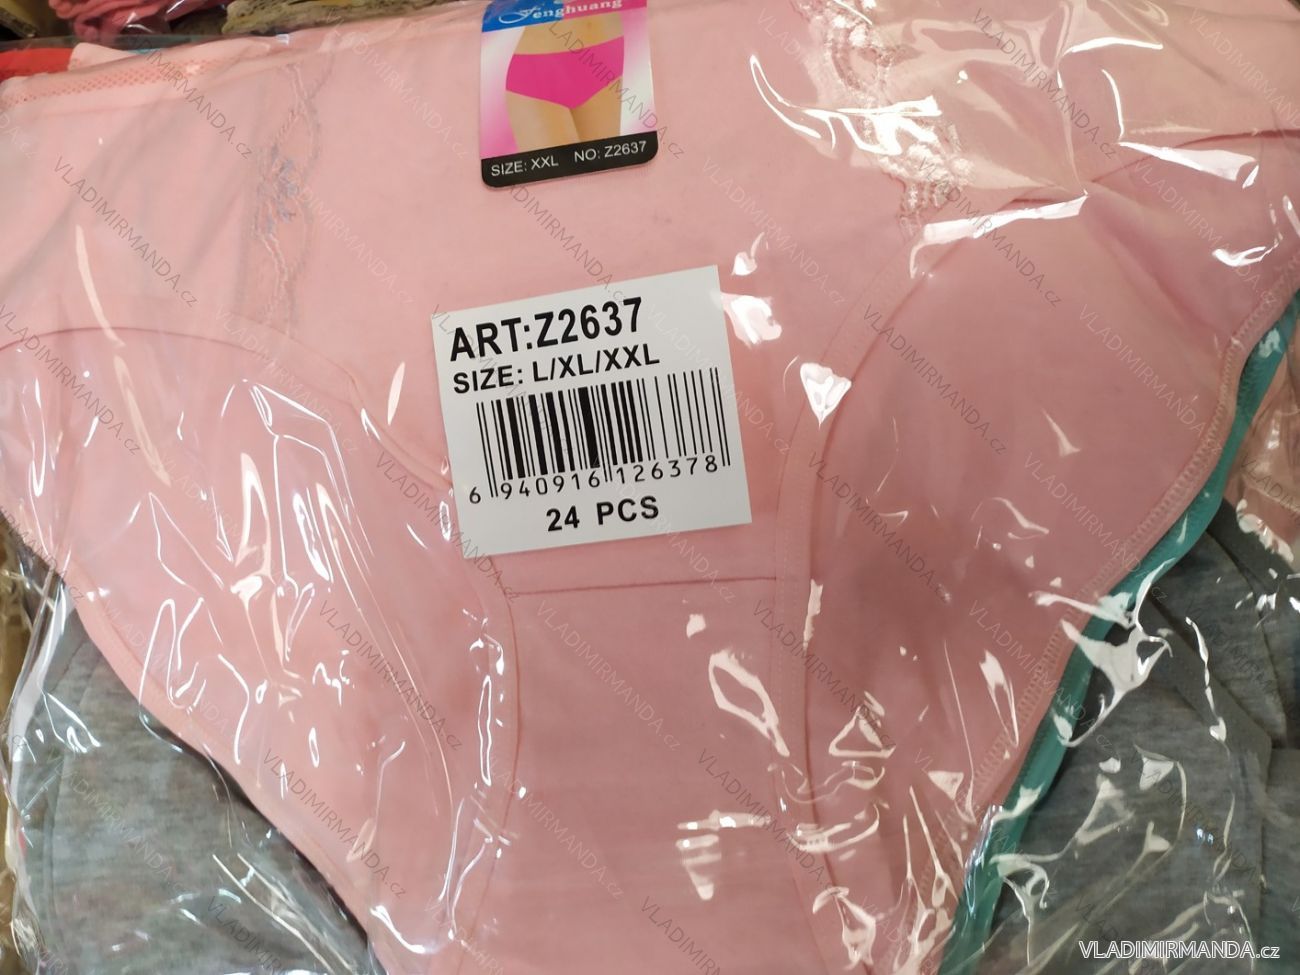 Fenghuang
SIZE: XXL NO: Z2637
ART:Z2637
SIZE: L/XL/XXL
6 940916 126378
24 PCS
VLADIMIRMANDA.cz